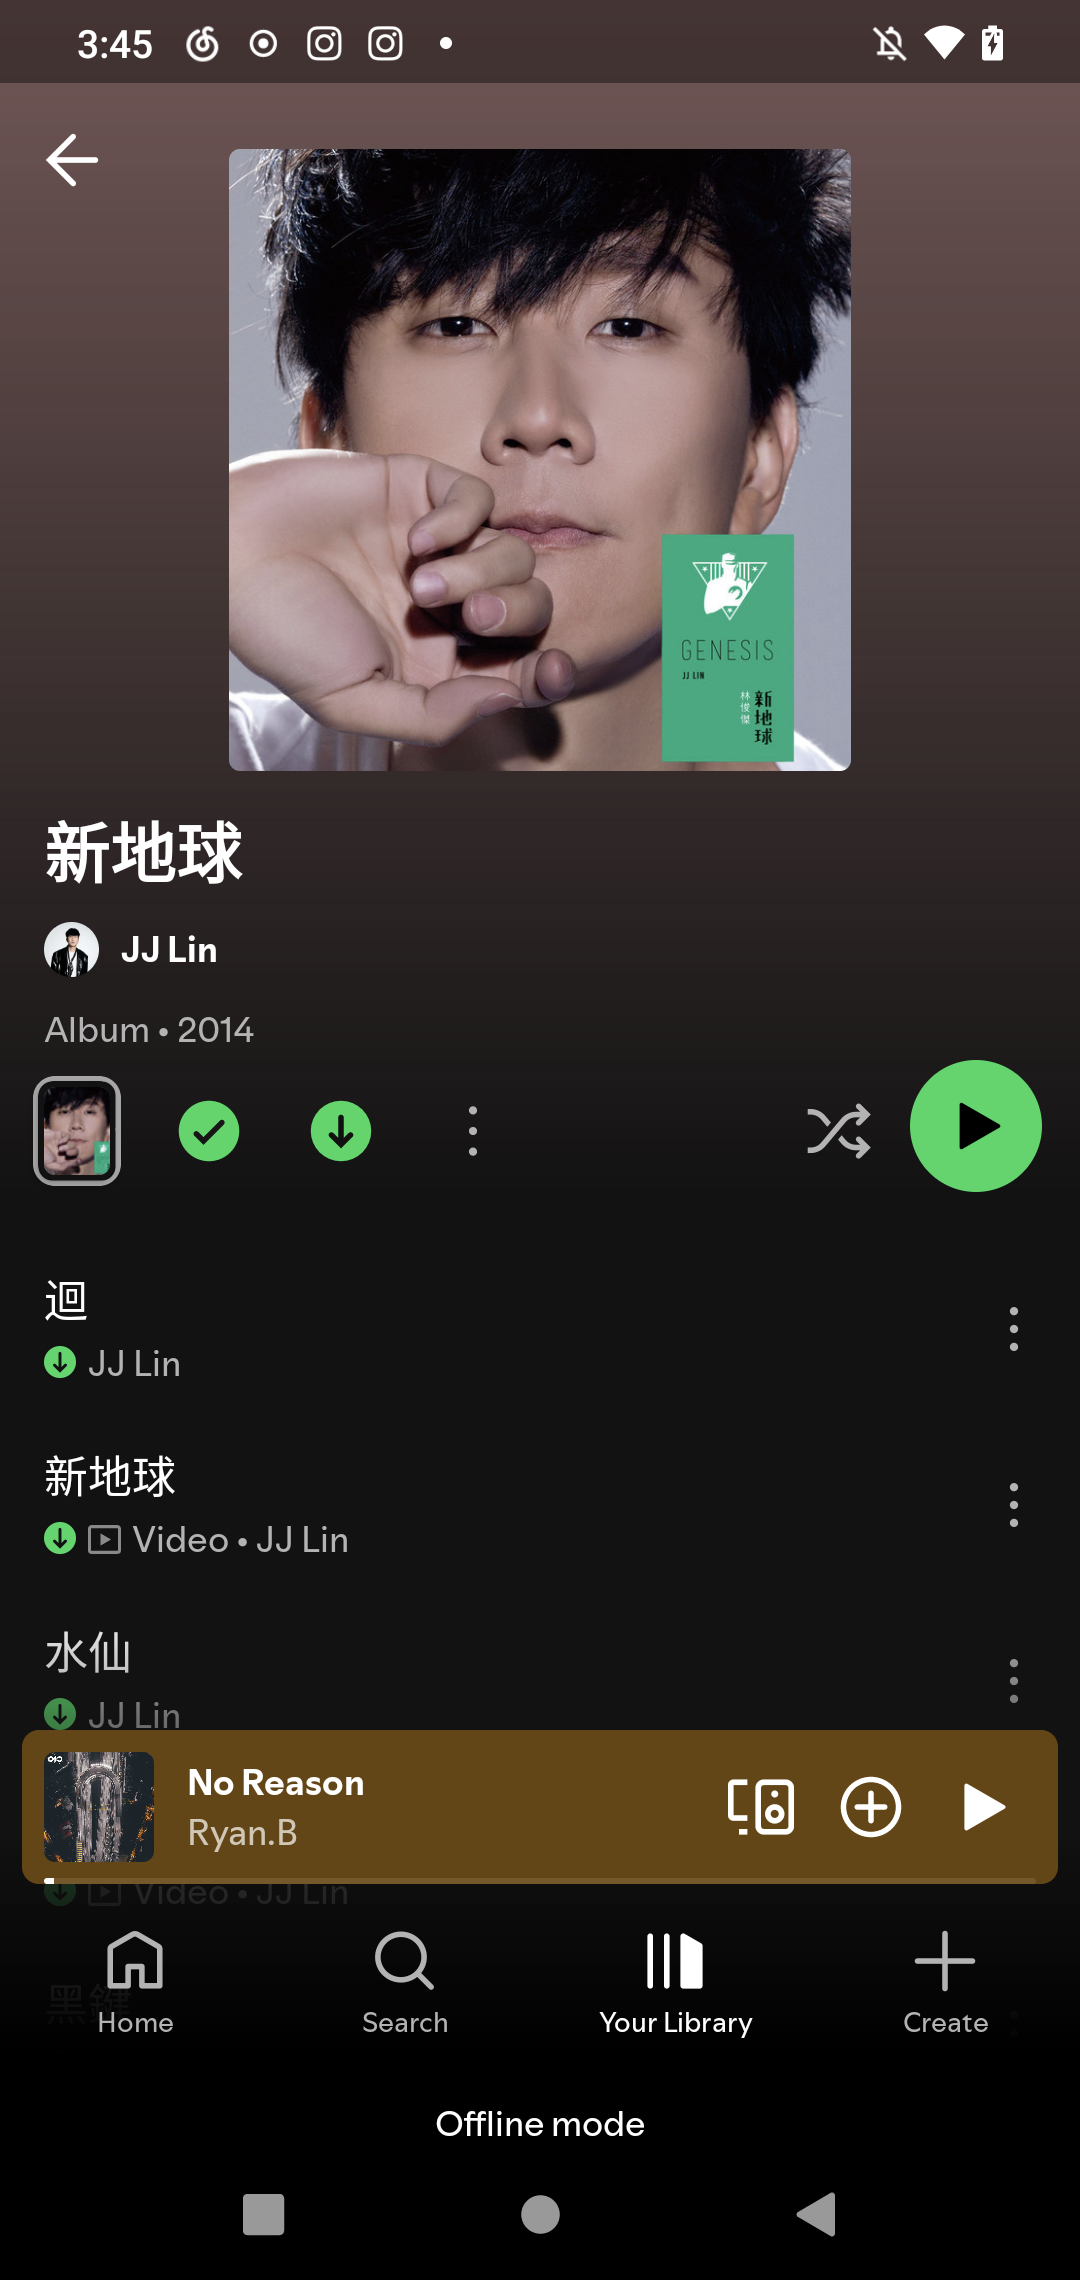 3:45
GENESIS
JJ LIN
林俊傑
新地球
新地球
JJ Lin
Album • 2014
迴
JJ Lin
新地球
Video • JJ Lin
水仙
JJ Lin
No Reason
Ryan.B
Video • JJ Lin
黑鍵
Home
Search
Your Library
Create
Offline mode